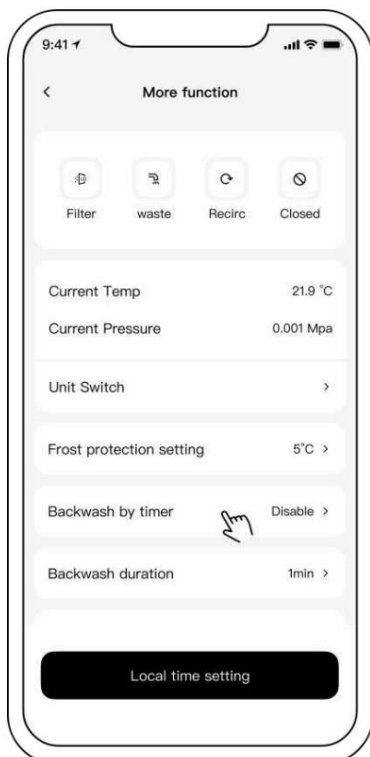 9:41
More function
Filter waste Recirc Closed
Current Temp 21.9 °C
Current Pressure 0.001 Mpa
Unit Switch
Frost protection setting 5°C
Backwash by timer Disable
Backwash duration 1min
Local time setting